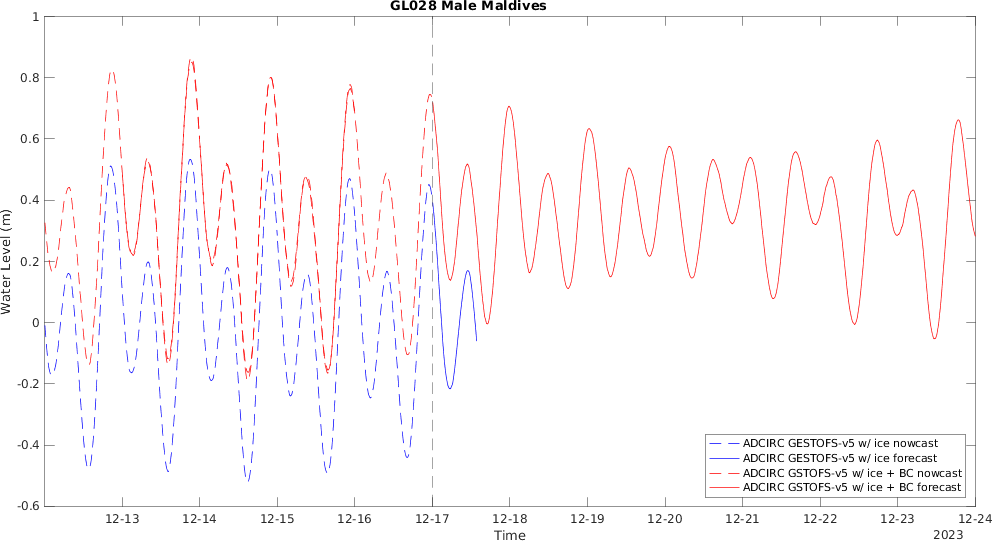 GL028 Male Maldives
1
0.8
0.6
0.4
0.2
0
-0.2
-0.4
-0.6
Water Level (m)
ADCIRC GESTOFS-v5 w/ ice nowcast
ADCIRC GESTOFS-v5 w/ ice forecast
ADCIRC GSTOFS-v5 w/ ice + BC nowcast
ADCIRC GSTOFS-v5 w/ ice + BC forecast
12-13 12-14 12-15 12-16 12-17 12-18 12-19 12-20 12-21 12-22 12-23 12-24
Time
2023